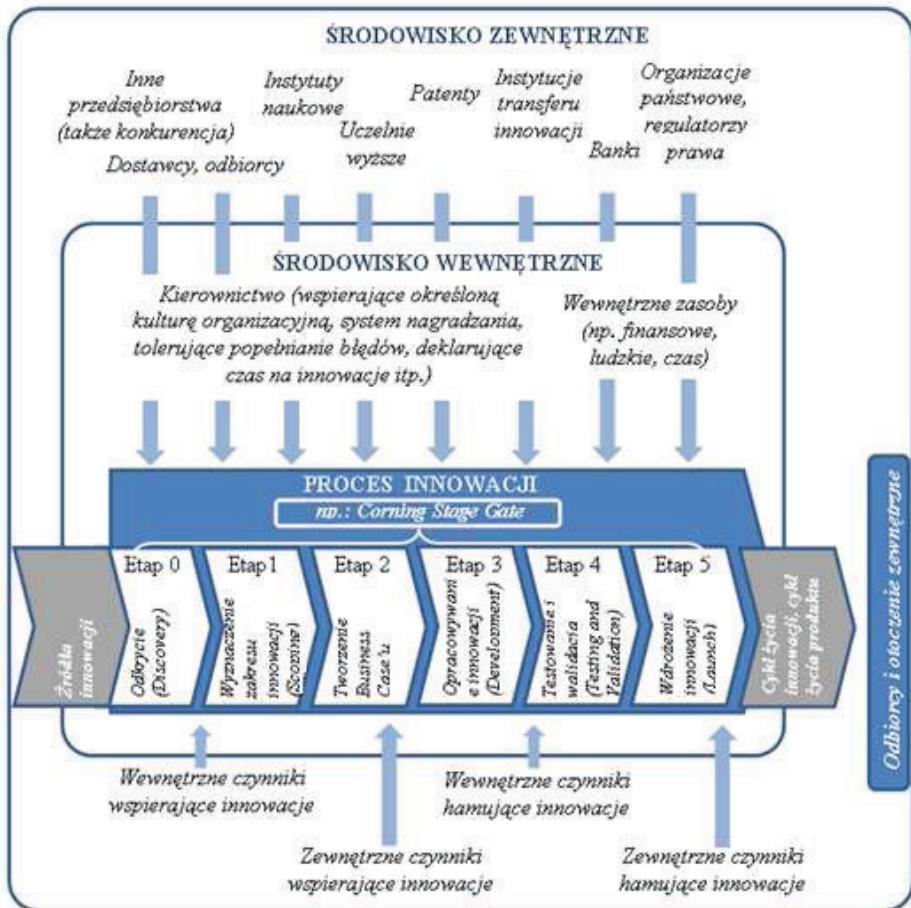 ŚRODOWISKO ZEWNĘTRZNE
Inne
przedsiębiorstwa
(także konkurencja)
Dostawcy, odbiorcy
Instytuty
naukowe
Uczelnie
wyższe
Patenty
Instytucje
transferu
innowacji
Banki
Organizacje
państwowe,
regulatorzy
prawa
ŚRODOWISKO WEWNĘTRZNE
Kierownictwo (wspierające określoną
kulturę organizacyjną, system nagradzania,
tolerujące popełnianie błędów, deklarujące
czas na innowacje itp.)
Wewnętrzne zasoby
(np. finansowe,
ludzkie, czas)
PROCES INNOWACJI
np.: Corning Stage Gate
Źródła
innowacji
Etap 0
Odkrycie
(Discovery)
Etap1
Wyznaczenie
zakresu
innowacji
(Scoping)
Etap 2
Tworzenie
Business
Case'u
Etap 3
Opracowywani
e innowacji
(Development)
Etap 4
Testowanie i
walidacja
(Testing and
Validation)
Etap 5
Wdrożenie
innowacji
(Launch)
Cykl życia
innowacji, cykl
życia produktu
Odbiorcy i otoczenie zewnętrzne
Wewnętrzne czynniki
wspierające innowacje
Wewnętrzne czynniki
hamujące innowacje
Zewnętrzne czynniki
wspierające innowacje
Zewnętrzne czynniki
hamujące innowacje